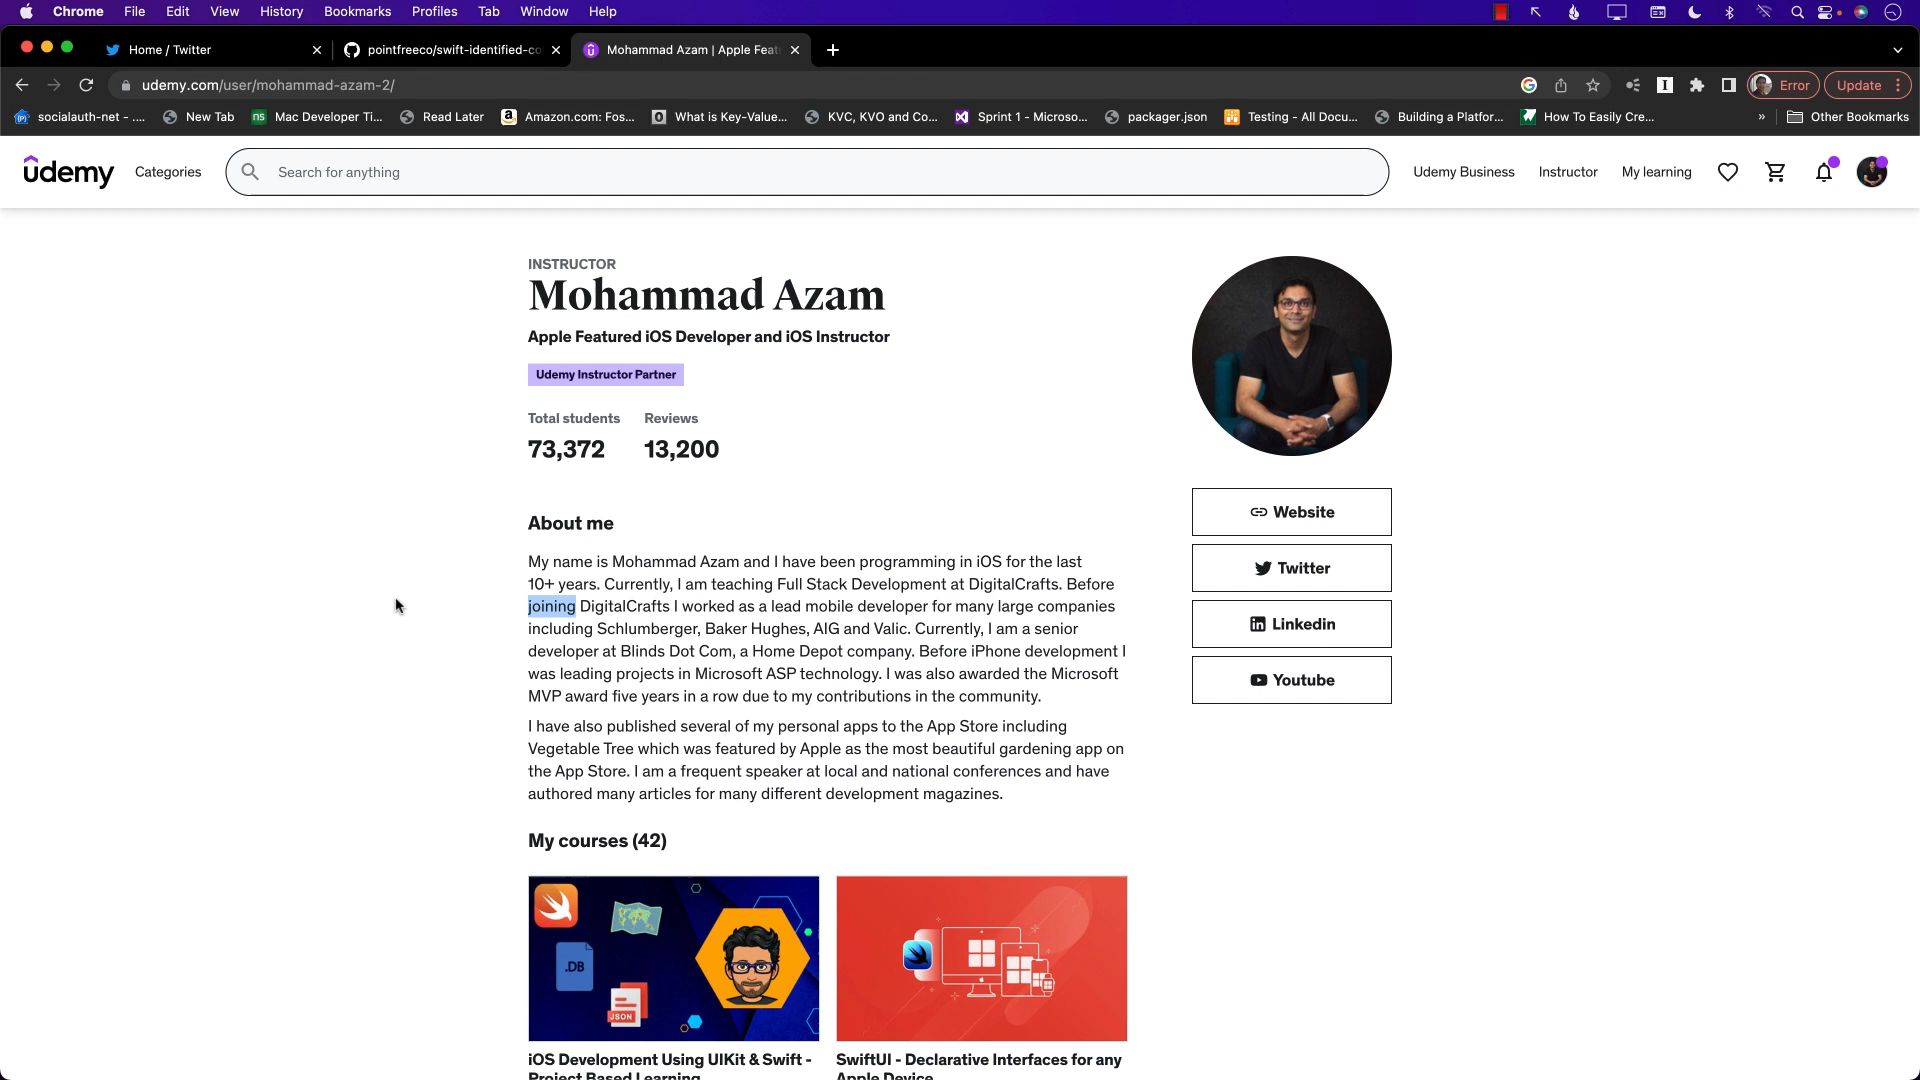 Chrome File Edit View History Bookmarks Profiles Tab Window Help
Home / Twitter
pointfreeco/swift-identified-co
Mohammad Azam | Apple Feat
udemy.com/user/mohammad-azam-2/
Error
Update
socialauth-net - ....
New Tab
ns
Mac Developer Ti...
Read Later
Amazon.com: Fos...
What is Key-Value...
KVC, KVO and Co...
Sprint 1 - Microso...
packager.json
Testing - All Docu...
Building a Platfor...
How To Easily Cre...
»
Other Bookmarks
udemy
Categories
Search for anything
Udemy Business
Instructor
My learning
INSTRUCTOR
Mohammad Azam
Apple Featured iOS Developer and iOS Instructor
Udemy Instructor Partner
Total students Reviews
73,372 13,200
About me
My name is Mohammad Azam and I have been programming in iOS for the last
10+ years. Currently, I am teaching Full Stack Development at DigitalCrafts. Before
joining DigitalCrafts I worked as a lead mobile developer for many large companies
including Schlumberger, Baker Hughes, AIG and Valic. Currently, I am a senior
developer at Blinds Dot Com, a Home Depot company. Before iPhone development I
was leading projects in Microsoft ASP technology. I was also awarded the Microsoft
MVP award five years in a row due to my contributions in the community.
I have also published several of my personal apps to the App Store including
Vegetable Tree which was featured by Apple as the most beautiful gardening app on
the App Store. I am a frequent speaker at local and national conferences and have
authored many articles for many different development magazines.
Website
Twitter
Linkedin
Youtube
My courses (42)
.DB
JSON
iOS Development Using UIKit & Swift -
Project Based Learning
SwiftUI - Declarative Interfaces for any
Apple Device